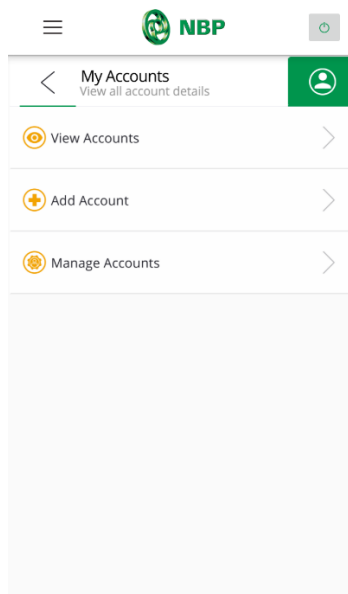 NBP
My Accounts
View all account details
View Accounts
Add Account
Manage Accounts